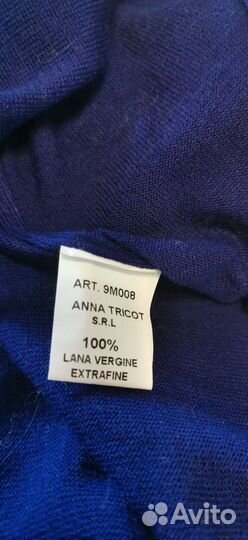 ART. 9M008
ANNA TRICOT
S.R.L
100%
LANA VERGINE
EXTRAFINE
Avito